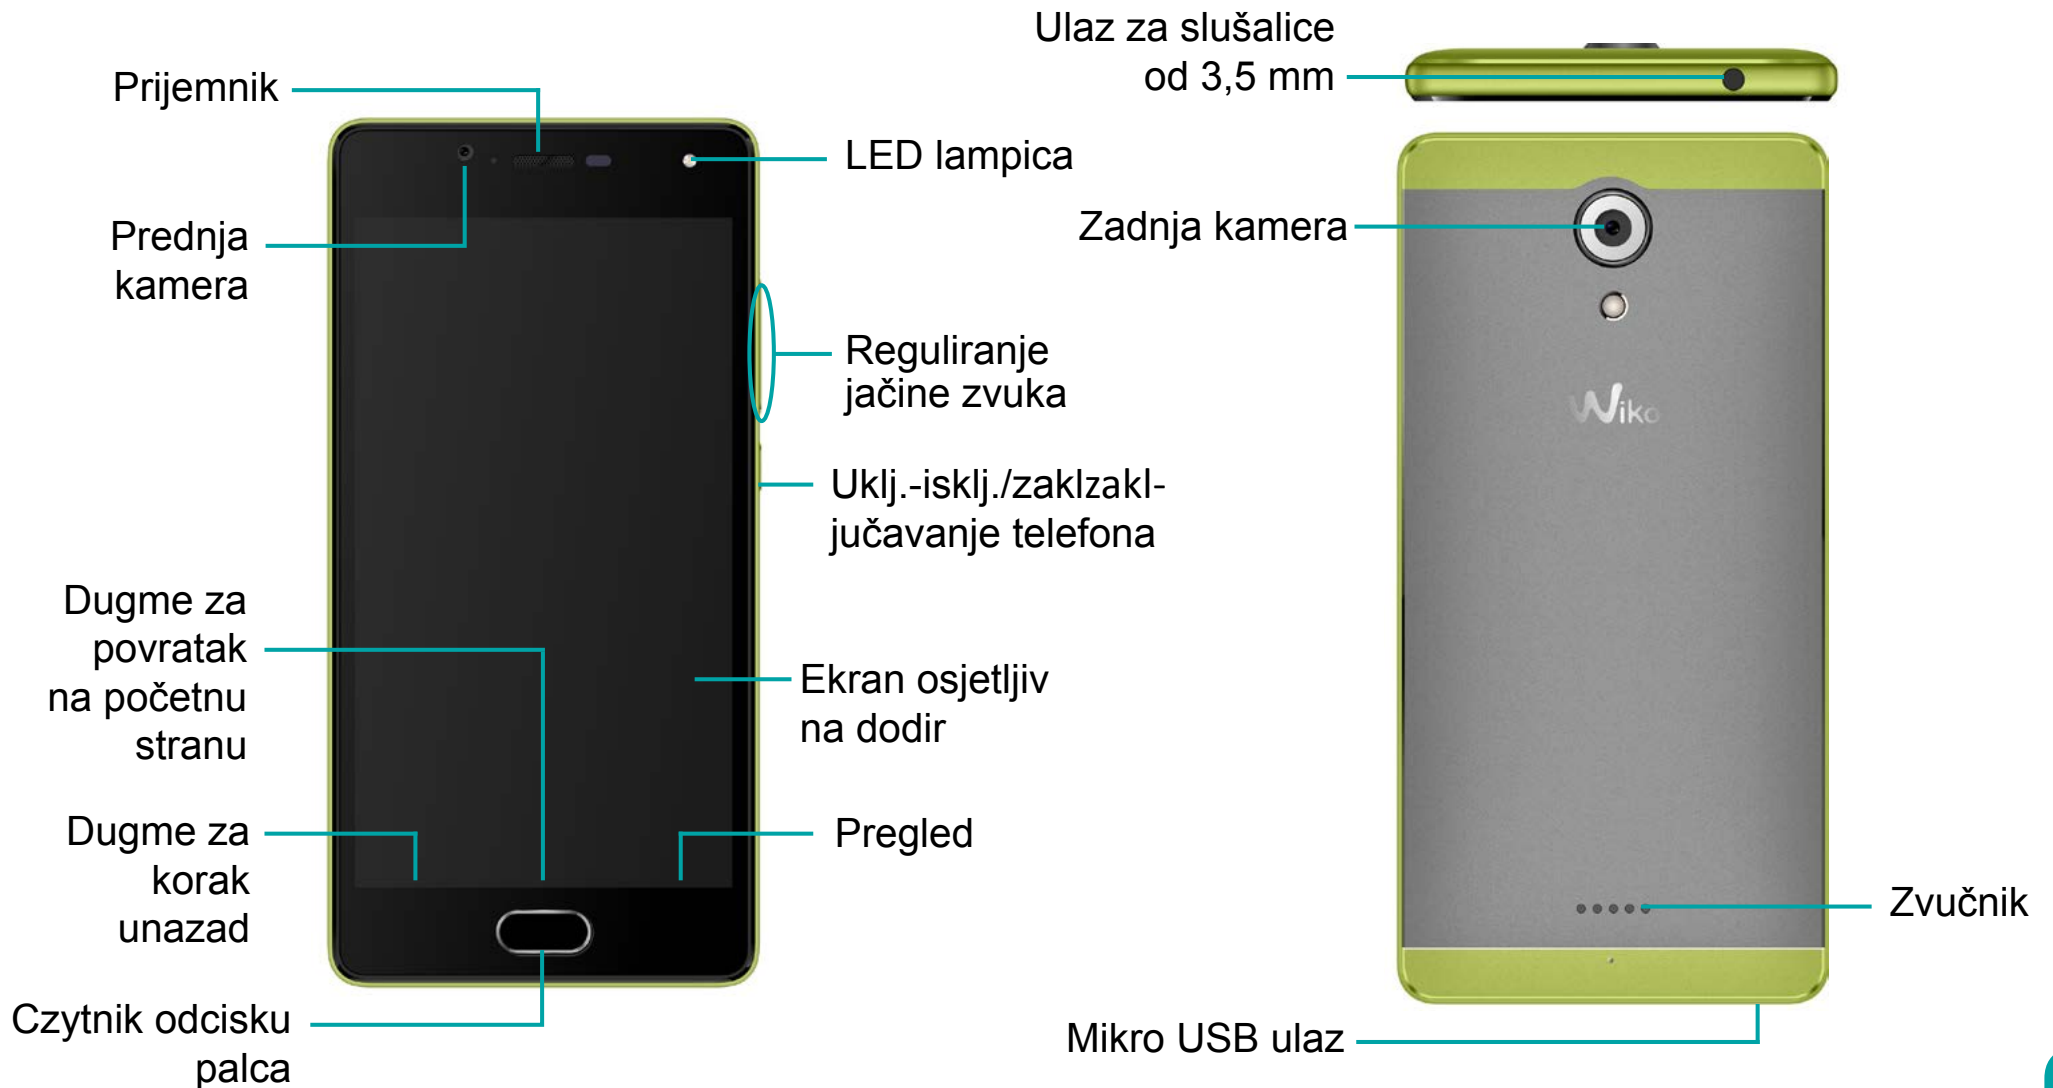 Prijemnik
Prednja
kamera
Dugme za
povratak
na početnu
stranu
Dugme za
korak
unazad
Czytnik odcisku
palca
LED lampica
Reguliranje
jačine zvuka
Uklj.-isklj./zaklzakl-
jučavanje telefona
Ekran osjetljiv
na dodir
Pregled
Ulaz za slušalice
od 3,5 mm
Zadnja kamera
Wiko
Zvučnik
Mikro USB ulaz